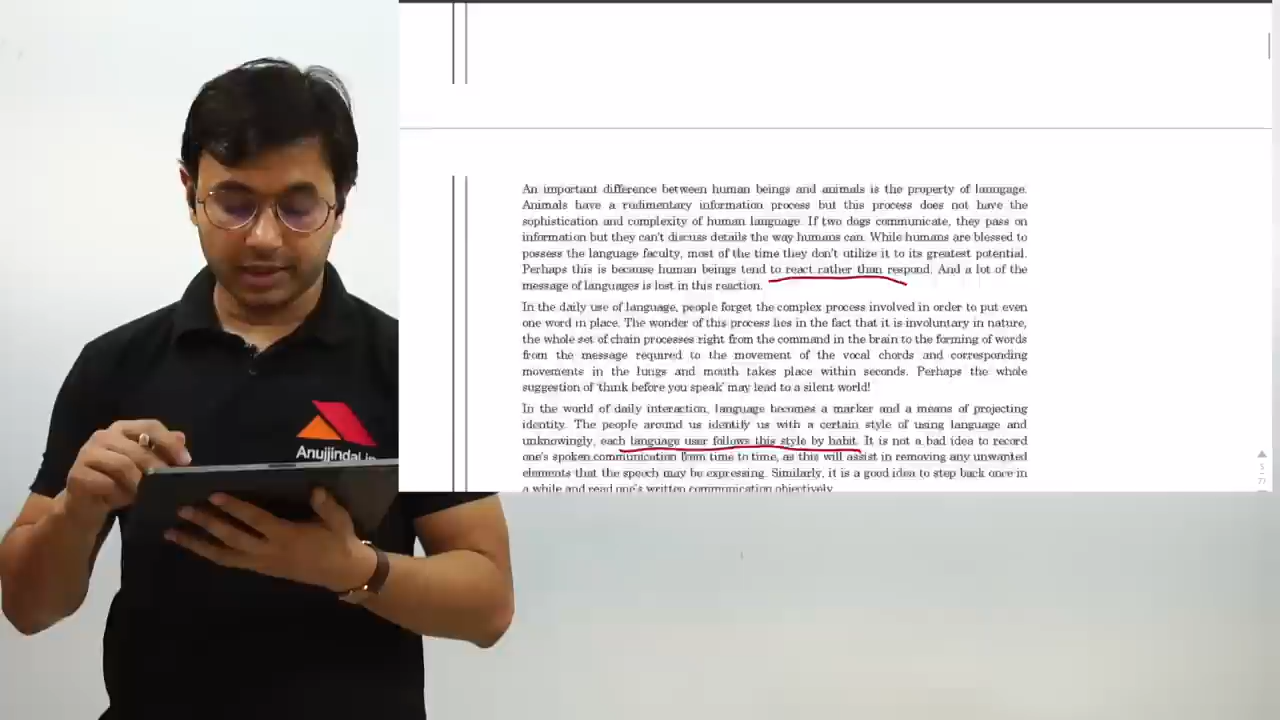 An important difference between human beings and animals is the property of language.
Animals have a rudimentary information process but this process does not have the
sophistication and complexity of human language. If two dogs communicate, they pass on
information but they can't discuss details the way humans can. While humans are blessed to
possess the language faculty, most of the time they don't utilize it to its greatest potential.
Perhaps this is because human beings tend to react rather than respond. And a lot of the
message of languages is lost in this reaction.
In the daily use of language, people forget the complex process involved in order to put even
one word in place. The wonder of this process lies in the fact that it is involuntary in nature,
the whole set of chain processes right from the command in the brain to the forming of words
from the message required to the movement of the vocal chords and corresponding
movements in the lungs and mouth takes place within seconds. Perhaps the whole
suggestion of 'think before you speak' may lead to a silent world!
In the world of daily interaction, language becomes a marker and a means of projecting
identity. The people around us identify us with a certain style of using language and
unknowingly, each language user follows this style by habit. It is not a bad idea to record
one's spoken communication from time to time, as this will assist in removing any unwanted
elements that the speech may be expressing. Similarly, it is a good idea to step back once in
a while and read one's written communication objectively.
Anujjindal.in